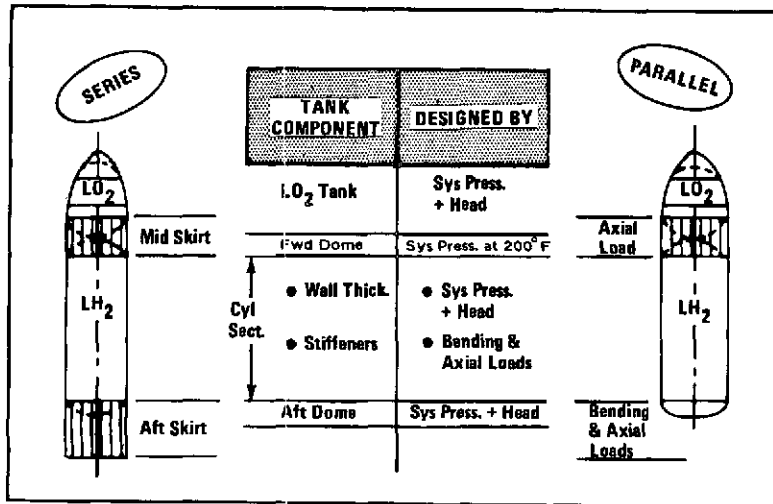 SERIES
PARALLEL
TANK
COMPONENT
DESIGNED BY
LO2
LO2 Tank
Sys Press.
+ Head
LO2
Mid Skirt
Fwd Dome
Sys Press. at 200°F
Axial
Load
LH2
Cyl
Sect.
• Wall Thick.
• Sys Press.
+ Head
• Stiffeners
• Bending &
Axial Loads
LH2
Aft Skirt
Aft Dome
Sys Press. + Head
Bending
& Axial
Loads